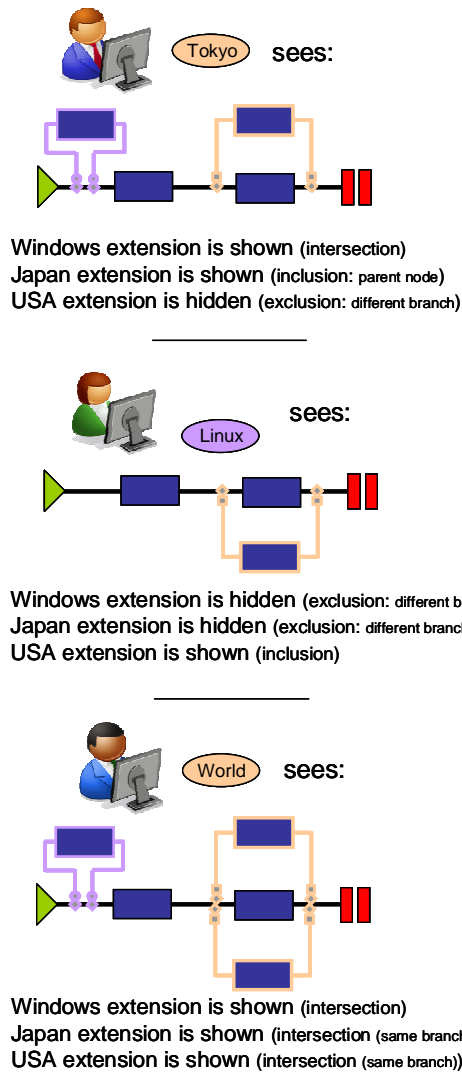 Tokyo sees:
Windows extension is shown (intersection)
Japan extension is shown (inclusion: parent node)
USA extension is hidden (exclusion: different branch)
Linux sees:
Windows extension is hidden (exclusion: different b
Japan extension is hidden (exclusion: different branc
USA extension is shown (inclusion)
World sees:
Windows extension is shown (intersection)
Japan extension is shown (intersection (same branc
USA extension is shown (intersection (same branch))